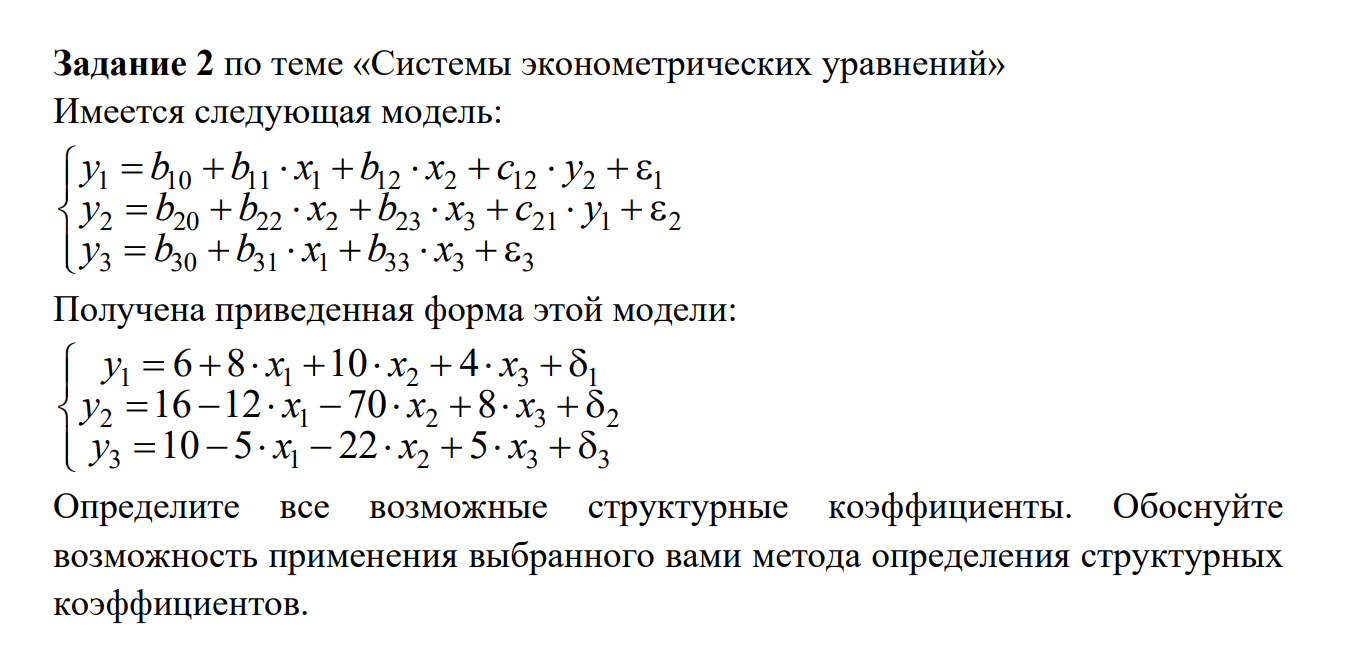 Задание 2 по теме «Системы эконометрических уравнений»
Имеется следующая модель:
y₁ = b₁₀ + b₁₁ · x₁ + b₁₂ · x₂ + c₁₂ · y₂ + ε₁
y₂ = b₂₀ + b₂₂ · x₂ + b₂₃ · x₃ + c₂₁ · y₁ + ε₂
y₃ = b₃₀ + b₃₁ · x₁ + b₃₃ · x₃ + ε₃
Получена приведенная форма этой модели:
y₁ = 6 + 8 · x₁ + 10 · x₂ + 4 · x₃ + δ₁
y₂ = 16 − 12 · x₁ − 70 · x₂ + 8 · x₃ + δ₂
y₃ = 10 − 5 · x₁ − 22 · x₂ + 5 · x₃ + δ₃
Определите все возможные структурные коэффициенты. Обоснуйте
возможность применения выбранного вами метода определения структурных
коэффициентов.